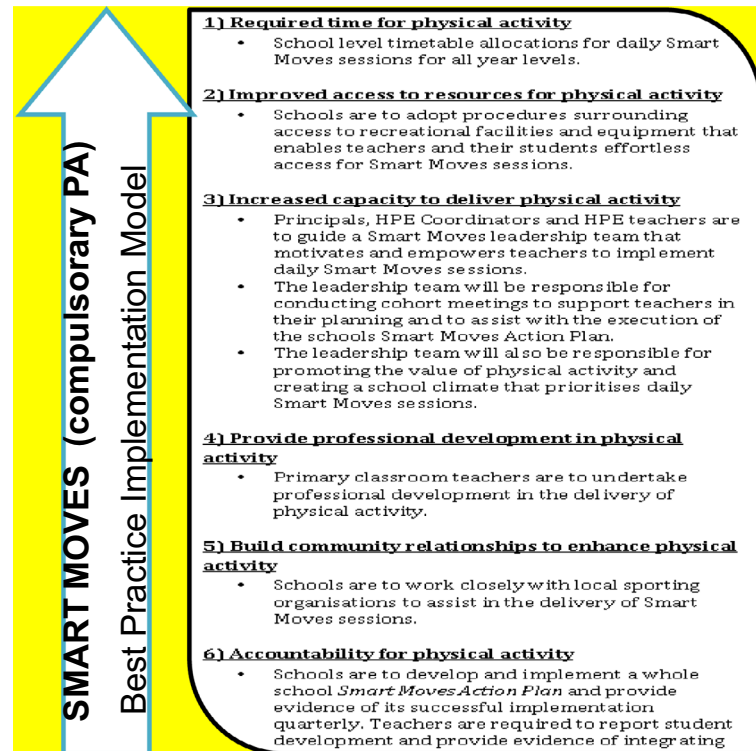 SMART MOVES (compulsorary PA)
Best Practice Implementation Model
1) Required time for physical activity
• School level timetable allocations for daily Smart
Moves sessions for all year levels.
2) Improved access to resources for physical activity
• Schools are to adopt procedures surrounding
access to recreational facilities and equipment that
enables teachers and their students effortless
access for Smart Moves sessions.
3) Increased capacity to deliver physical activity
• Principals, HPE Coordinators and HPE teachers are
to guide a Smart Moves leadership team that
motivates and empowers teachers to implement
daily Smart Moves sessions.
• The leadership team will be responsible for
conducting cohort meetings to support teachers in
their planning and to assist with the execution of
the schools Smart Moves Action Plan.
• The leadership team will also be responsible for
promoting the value of physical activity and
creating a school climate that prioritises daily
Smart Moves sessions.
4) Provide professional development in physical
activity
• Primary classroom teachers are to undertake
professional development in the delivery of
physical activity.
5) Build community relationships to enhance physical
activity
• Schools are to work closely with local sporting
organisations to assist in the delivery of Smart
Moves sessions.
6) Accountability for physical activity
• Schools are to develop and implement a whole
school Smart Moves Action Plan and provide
evidence of its successful implementation
quarterly. Teachers are required to report student
development and provide evidence of integrating